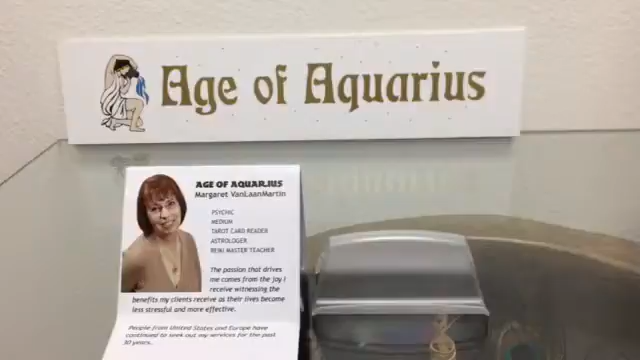 Age of Aquarius
AGE OF AQUARIUS
Margaret VanLaanMartin
PSYCHIC
MEDIUM
TAROT CARD READER
ASTROLOGER
REIKI MASTER TEACHER
The passion that drives
me comes from the joy I
receive witnessing the
benefits my clients receive as their lives become
less stressful and more effective.
People from United States and Europe have
continued to seek out my services for the past
30 years.